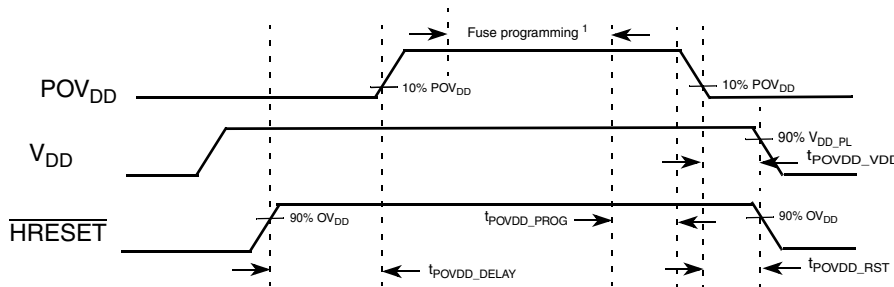 Fuse programming 1
POVDD
10% POVDD
10% POVDD
VDD
90% VDD_PL
tPOVDD_VDD
HRESET
90% OVDD
tPOVDD_PROG
90% OVDD
tPOVDD_DELAY
tPOVDD_RST